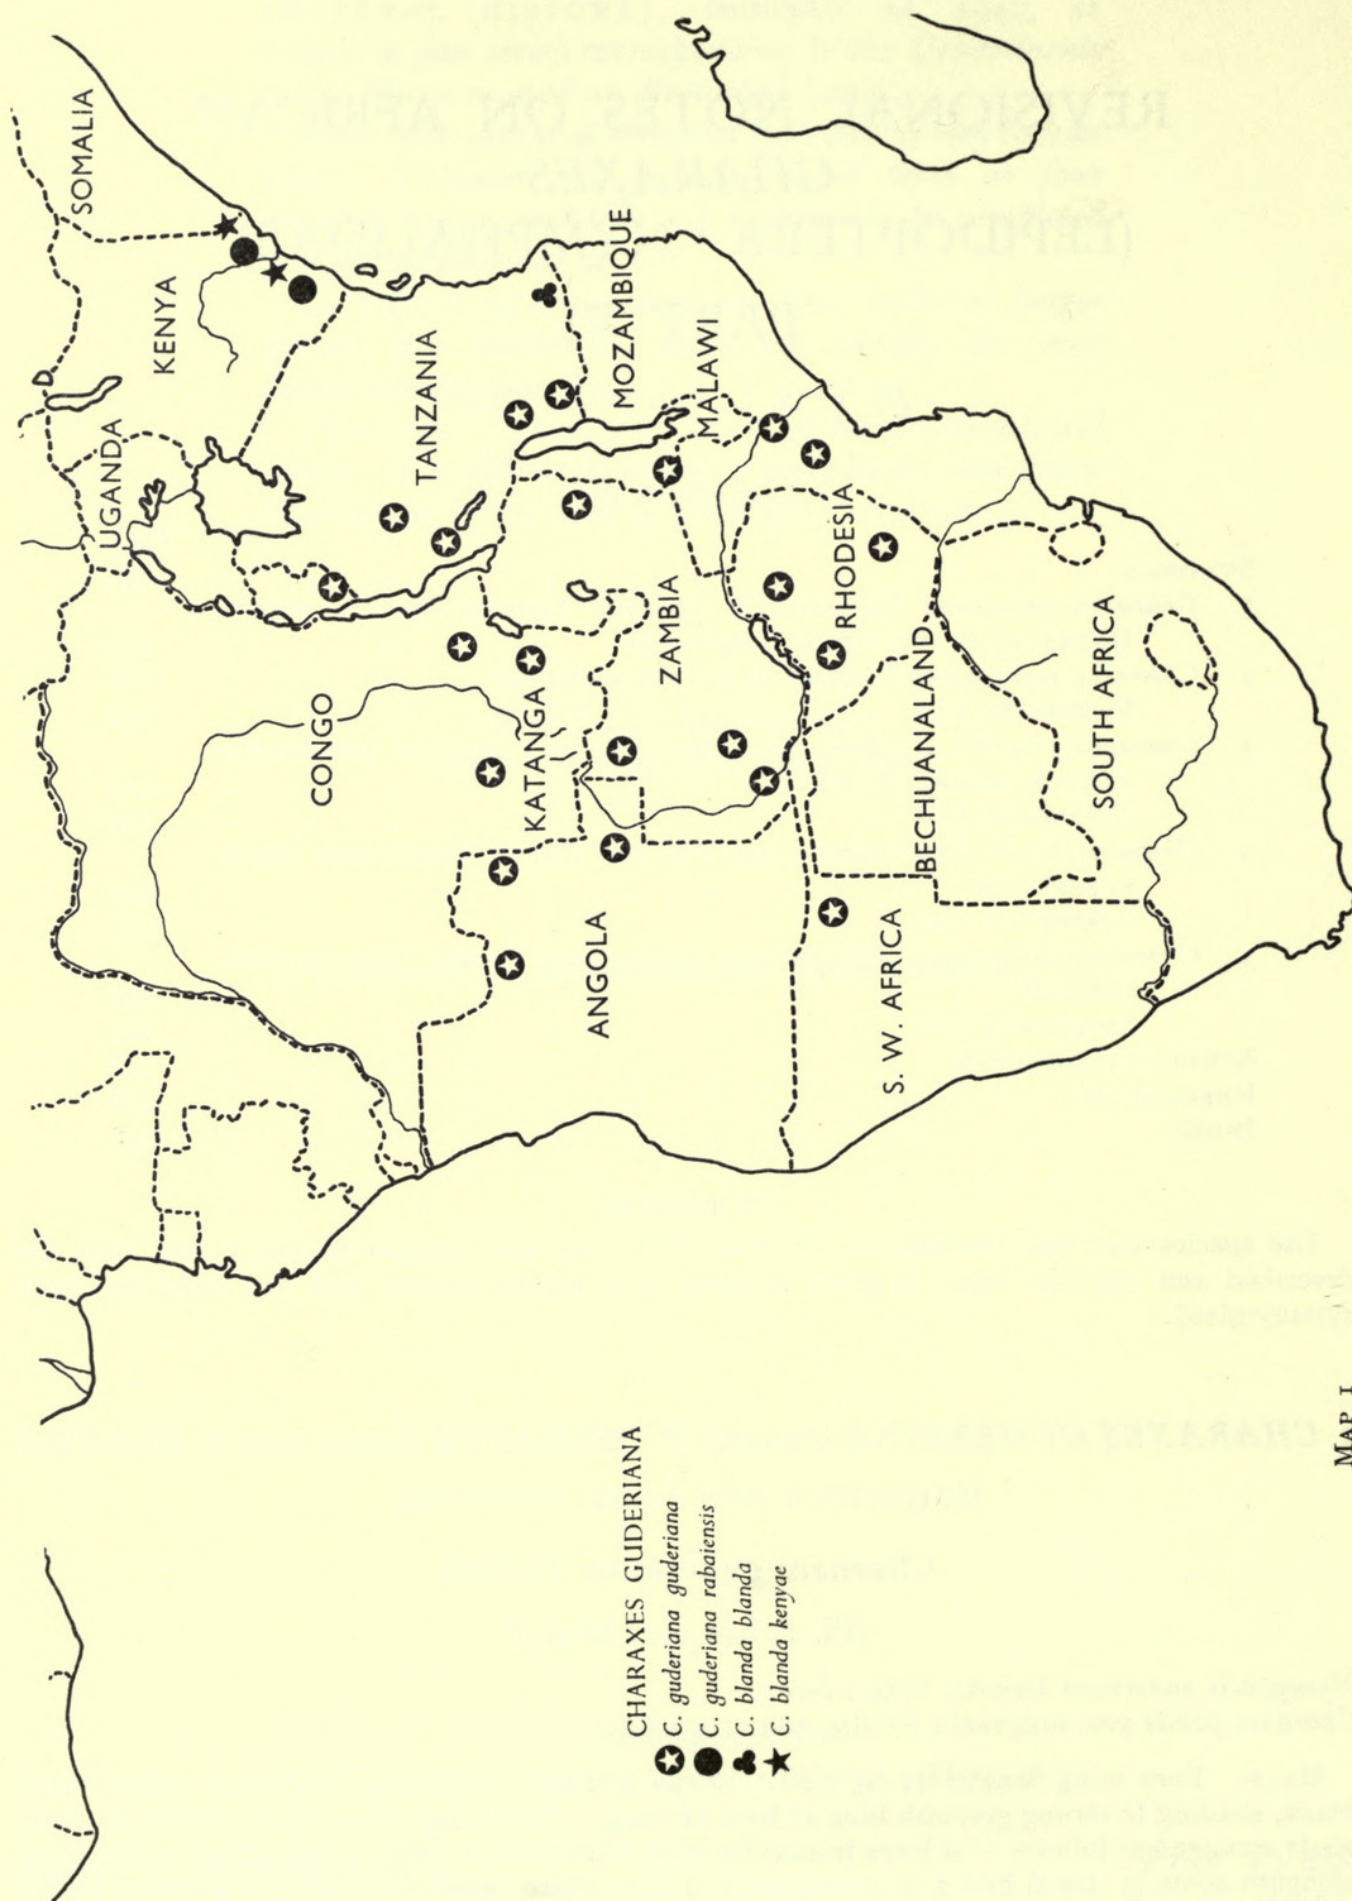 SOMALIA
KENYA
UGANDA
TANZANIA
MOZAMBIQUE
MALAWI
CONGO
KATANGA
ZAMBIA
RHODESIA
ANGOLA
BECHUANALAND
S. W. AFRICA
SOUTH AFRICA
CHARAXES GUDERIANA
C. guderiana guderiana
C. guderiana rabaiensis
C. blanda blanda
C. blanda kenyae
MAP 1